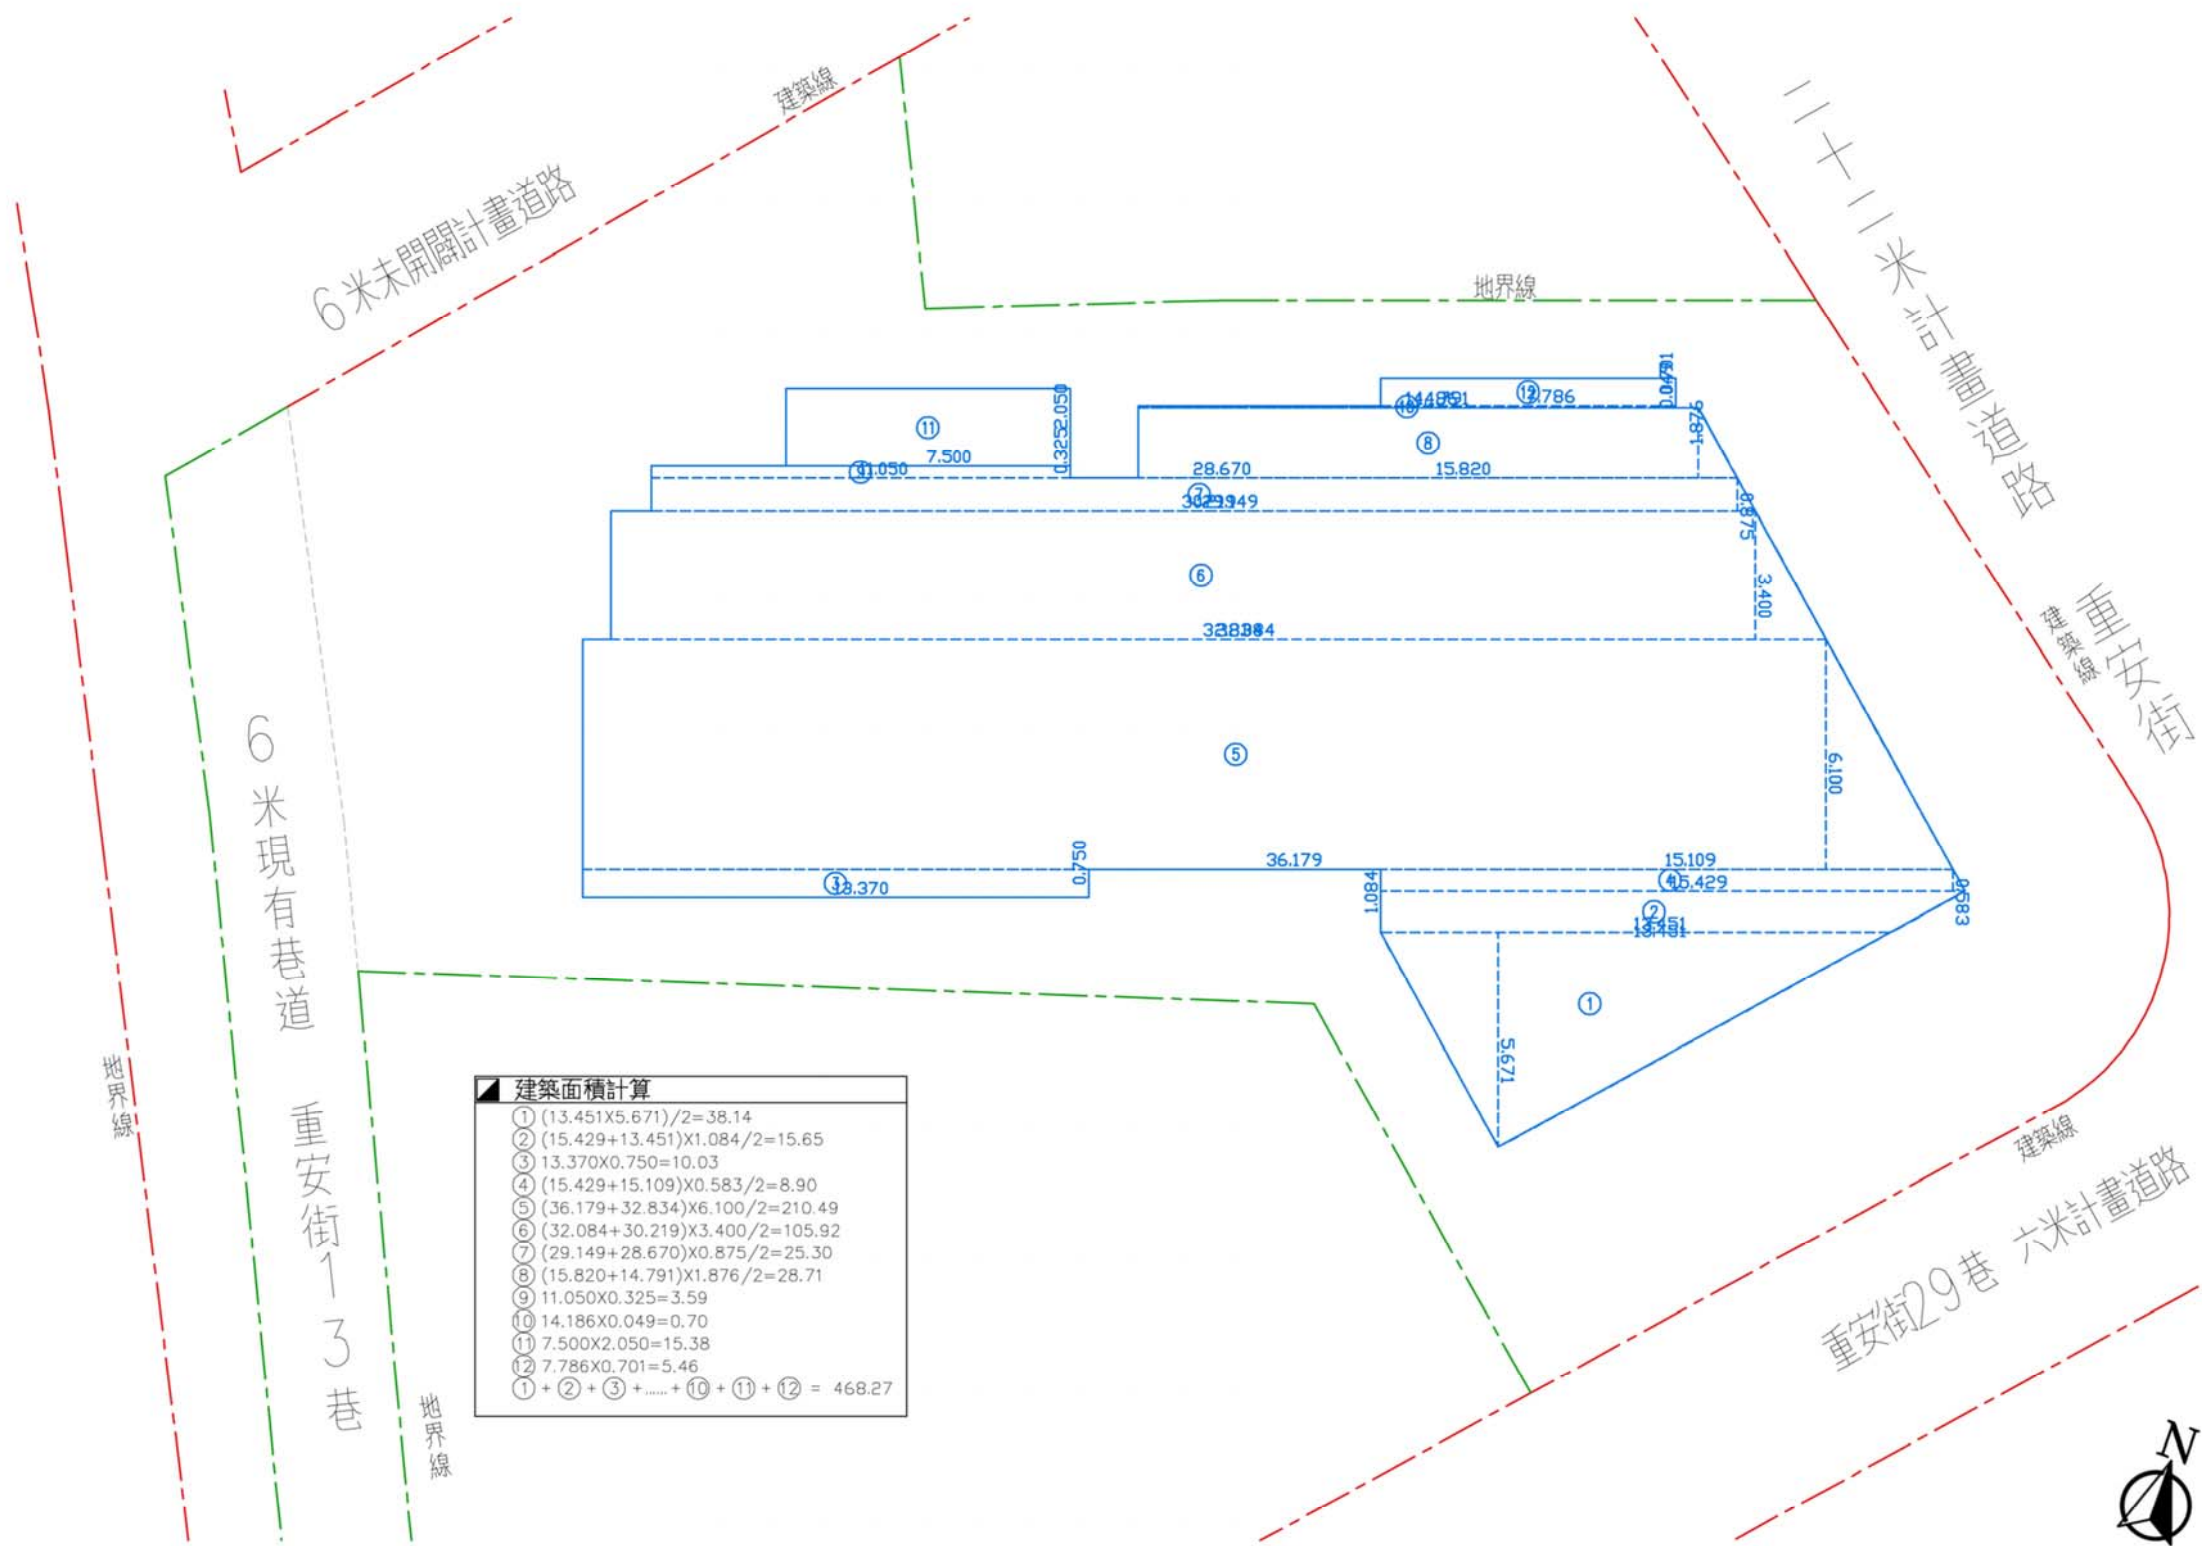 建築線
6米未開闢計畫道路
二十二米計畫道路
地界線
建築線
重安街
6米現有巷道 重安街13巷
地界線
地界線
建築線
重安街29巷 六米計畫道路
N
⑪
2.050
7.500
0.325
11.050
⑫
7.786
⑧
1.876
28.670
15.820
⑦
29.149
0.875
⑥
3.400
⑤
6.100
36.179
15.109
0.750
③
13.370
④
15.429
1.084
0.583
②
13.451
①
5.671
建築面積計算
① (13.451X5.671)/2=38.14
② (15.429+13.451)X1.084/2=15.65
③ 13.370X0.750=10.03
④ (15.429+15.109)X0.583/2=8.90
⑤ (36.179+32.834)X6.100/2=210.49
⑥ (32.084+30.219)X3.400/2=105.92
⑦ (29.149+28.670)X0.875/2=25.30
⑧ (15.820+14.791)X1.876/2=28.71
⑨ 11.050X0.325=3.59
⑩ 14.186X0.049=0.70
⑪ 7.500X2.050=15.38
⑫ 7.786X0.701=5.46
① + ② + ③ +......+ ⑩ + ⑪ + ⑫ = 468.27